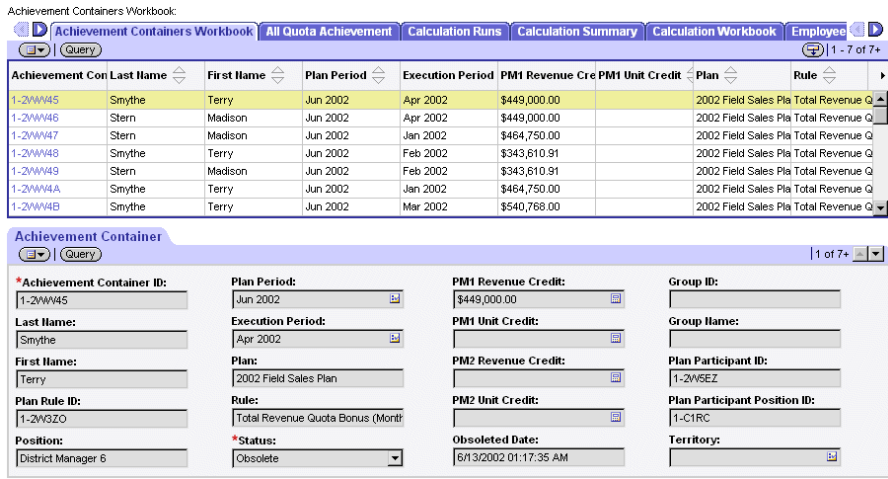 Achievement Containers Workbook:
Achievement Containers Workbook All Quota Achievement Calculation Runs Calculation Summary Calculation Workbook Employee
Query 1 - 7 of 7+
Achievement Con Last Name First Name Plan Period Execution Period PM1 Revenue Cre PM1 Unit Credit Plan Rule
1-2WW45 Smythe Terry Jun 2002 Apr 2002 $449,000.00 2002 Field Sales Pla Total Revenue Q
1-2WW46 Stern Madison Jun 2002 Apr 2002 $449,000.00 2002 Field Sales Pla Total Revenue Q
1-2WW47 Stern Madison Jun 2002 Jan 2002 $464,750.00 2002 Field Sales Pla Total Revenue Q
1-2WW48 Smythe Terry Jun 2002 Feb 2002 $343,610.91 2002 Field Sales Pla Total Revenue Q
1-2WW49 Stern Madison Jun 2002 Feb 2002 $343,610.91 2002 Field Sales Pla Total Revenue Q
1-2WW4A Smythe Terry Jun 2002 Jan 2002 $464,750.00 2002 Field Sales Pla Total Revenue Q
1-2WW4B Smythe Terry Jun 2002 Mar 2002 $540,768.00 2002 Field Sales Pla Total Revenue Q
Achievement Container
Query 1 of 7+
*Achievement Container ID: Plan Period: PM1 Revenue Credit: Group ID:
1-2WW45 Jun 2002 $449,000.00
Last Name: Execution Period: PM1 Unit Credit: Group Name:
Smythe Apr 2002
First Name: Plan: PM2 Revenue Credit: Plan Participant ID:
Terry 2002 Field Sales Plan 1-2W5EZ
Plan Rule ID: Rule: PM2 Unit Credit: Plan Participant Position ID:
1-2W3ZO Total Revenue Quota Bonus (Month 1-C1RC
Position: *Status: Obsoleted Date: Territory:
District Manager 6 Obsolete 6/13/2002 01:17:35 AM